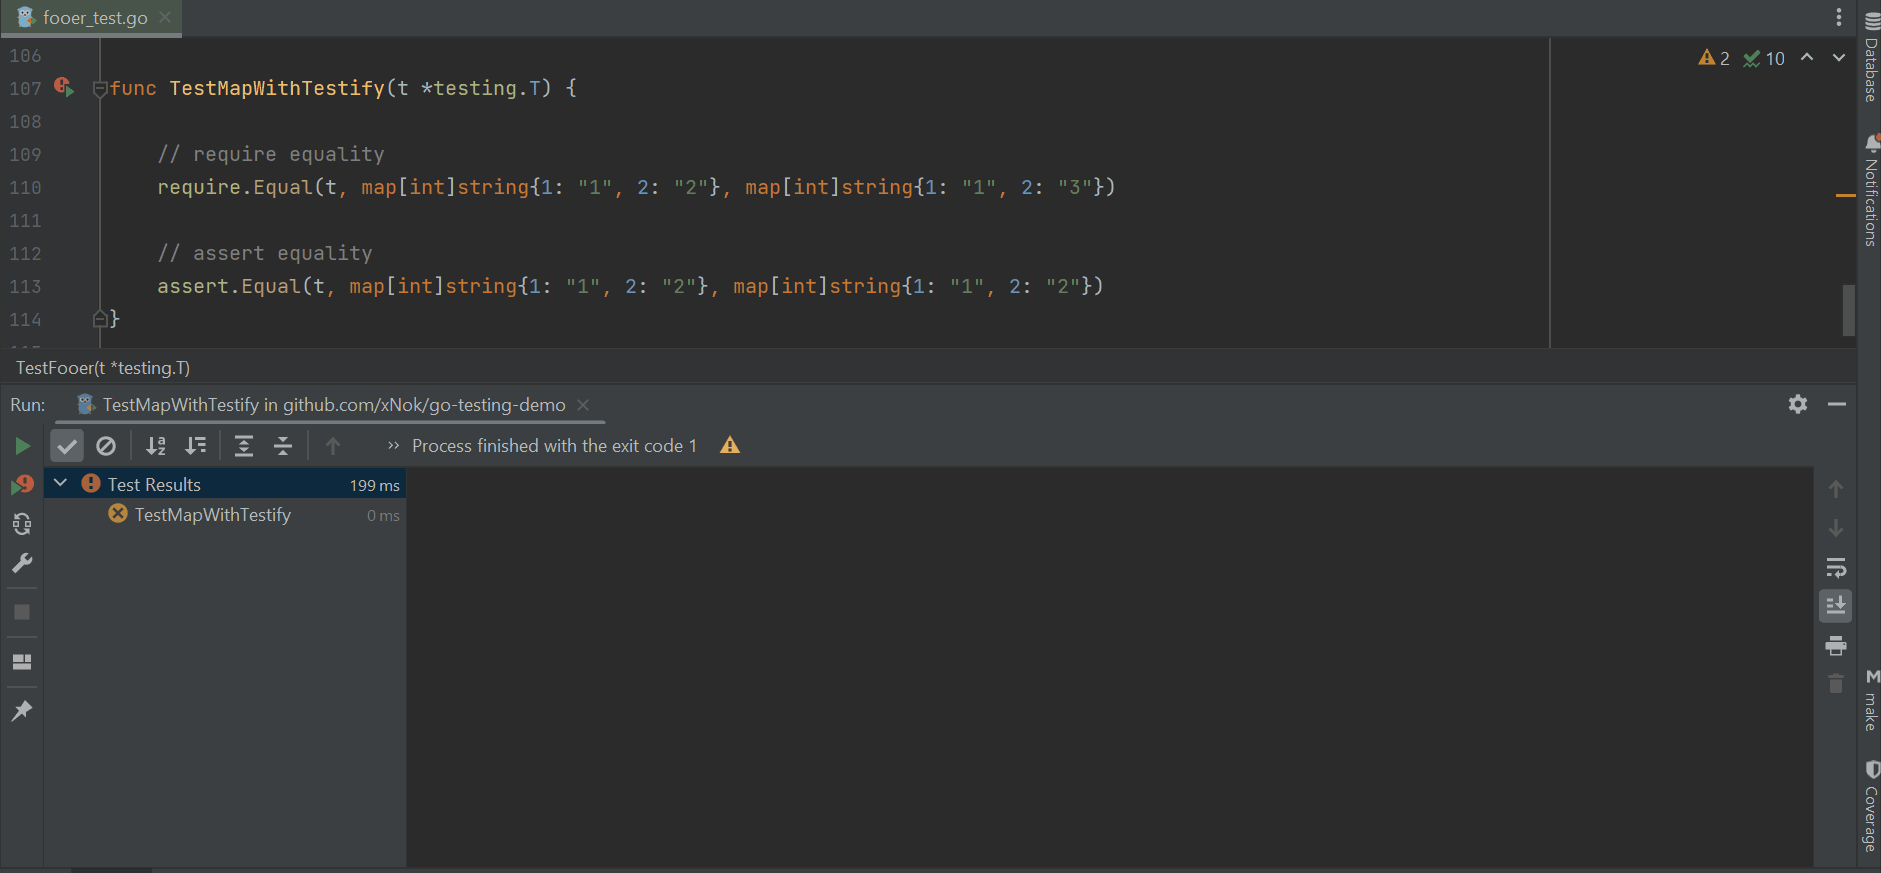 fooer_test.go
106
107 func TestMapWithTestify(t *testing.T) {
108
109 // require equality
110 require.Equal(t, map[int]string{1: "1", 2: "2"}, map[int]string{1: "1", 2: "3"})
111
112 // assert equality
113 assert.Equal(t, map[int]string{1: "1", 2: "2"}, map[int]string{1: "1", 2: "2"})
114 }
2 10
TestFooer(t *testing.T)
Run: TestMapWithTestify in github.com/xNok/go-testing-demo
Process finished with the exit code 1
Test Results 199 ms
TestMapWithTestify 0 ms
Database
Notifications
make
Coverage